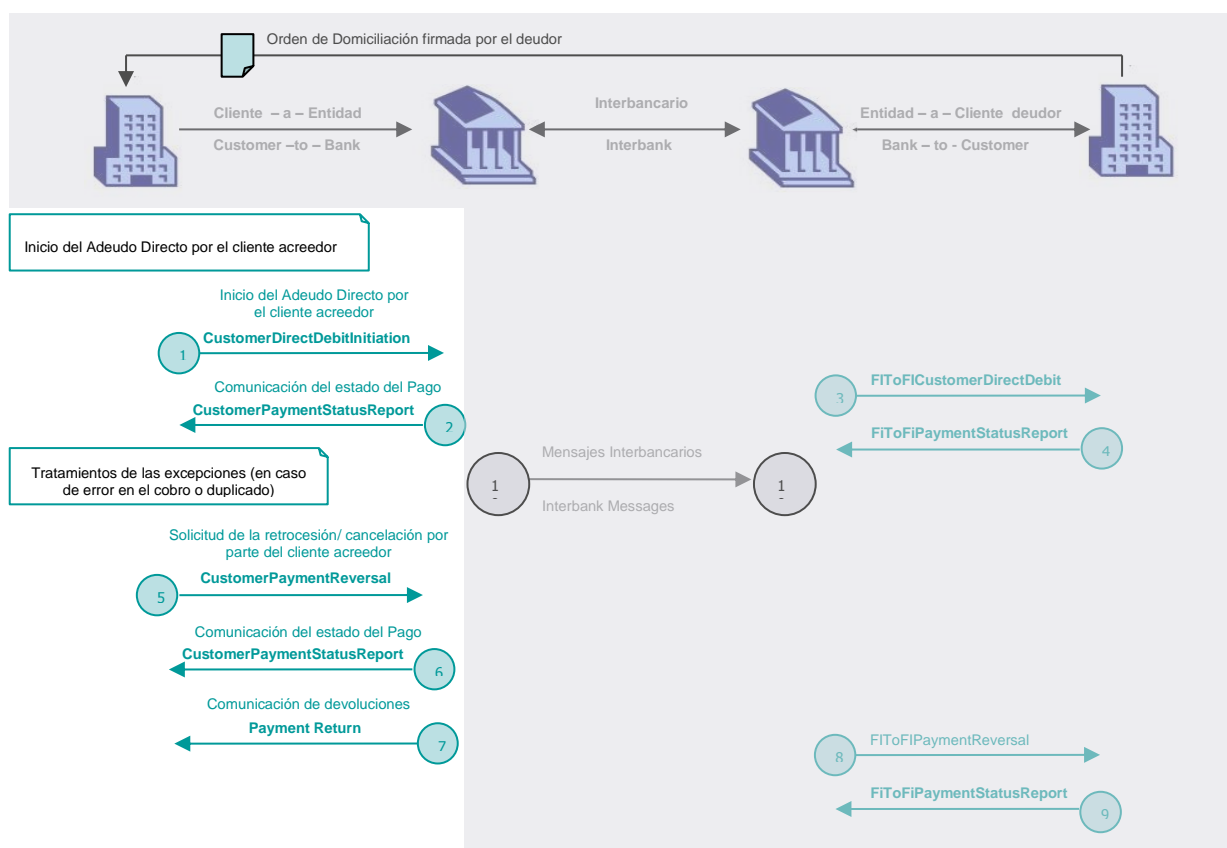 Orden de Domiciliación firmada por el deudor
Cliente – a – Entidad
Customer –to – Bank
Interbancario
Interbank
Entidad – a – Cliente deudor
Bank – to - Customer
Inicio del Adeudo Directo por el cliente acreedor
Inicio del Adeudo Directo por
el cliente acreedor
CustomerDirectDebitInitiation
1
Comunicación del estado del Pago
CustomerPaymentStatusReport
2
FIToFICustomerDirectDebit
3
FiToFiPaymentStatusReport
4
Tratamientos de las excepciones (en caso
de error en el cobro o duplicado)
Mensajes Interbancarios
1
1
Interbank Messages
Solicitud de la retrocesión/ cancelación por
parte del cliente acreedor
CustomerPaymentReversal
5
Comunicación del estado del Pago
CustomerPaymentStatusReport
6
Comunicación de devoluciones
Payment Return
7
FIToFIPaymentReversal
8
FiToFiPaymentStatusReport
9